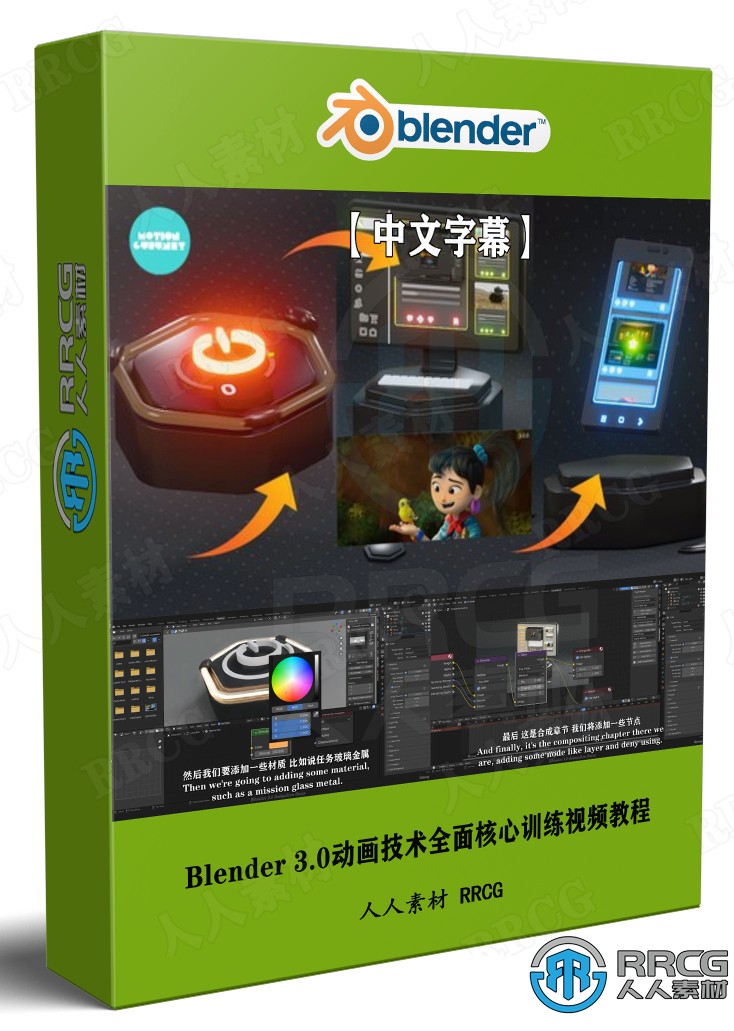 blender™
MOTION
【中文字幕】
RRCG
人人素材
然后我们要添加一些材质 比如说任务玻璃金属
Then we're going to adding some material,
such as a mission glass metal.
最后 这是合成章节 我们将添加一些节点
And finally, it's the compositing chapter there we
are, adding some mode like layer and deny using.
Blender 3.0动画技术全面核心训练视频教程
人人素材 RRCG
RRCG
人人素材